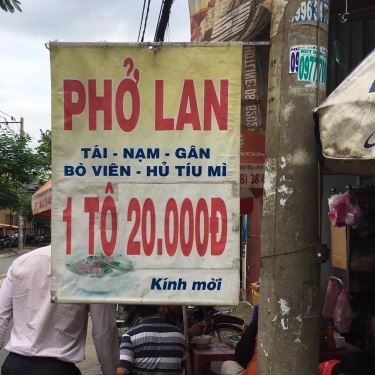 PHỞ LAN
TÁI - NẠM - GÂN
BÒ VIÊN - HỦ TÍU MÌ
1 TÔ 20.000Đ
Kính mời